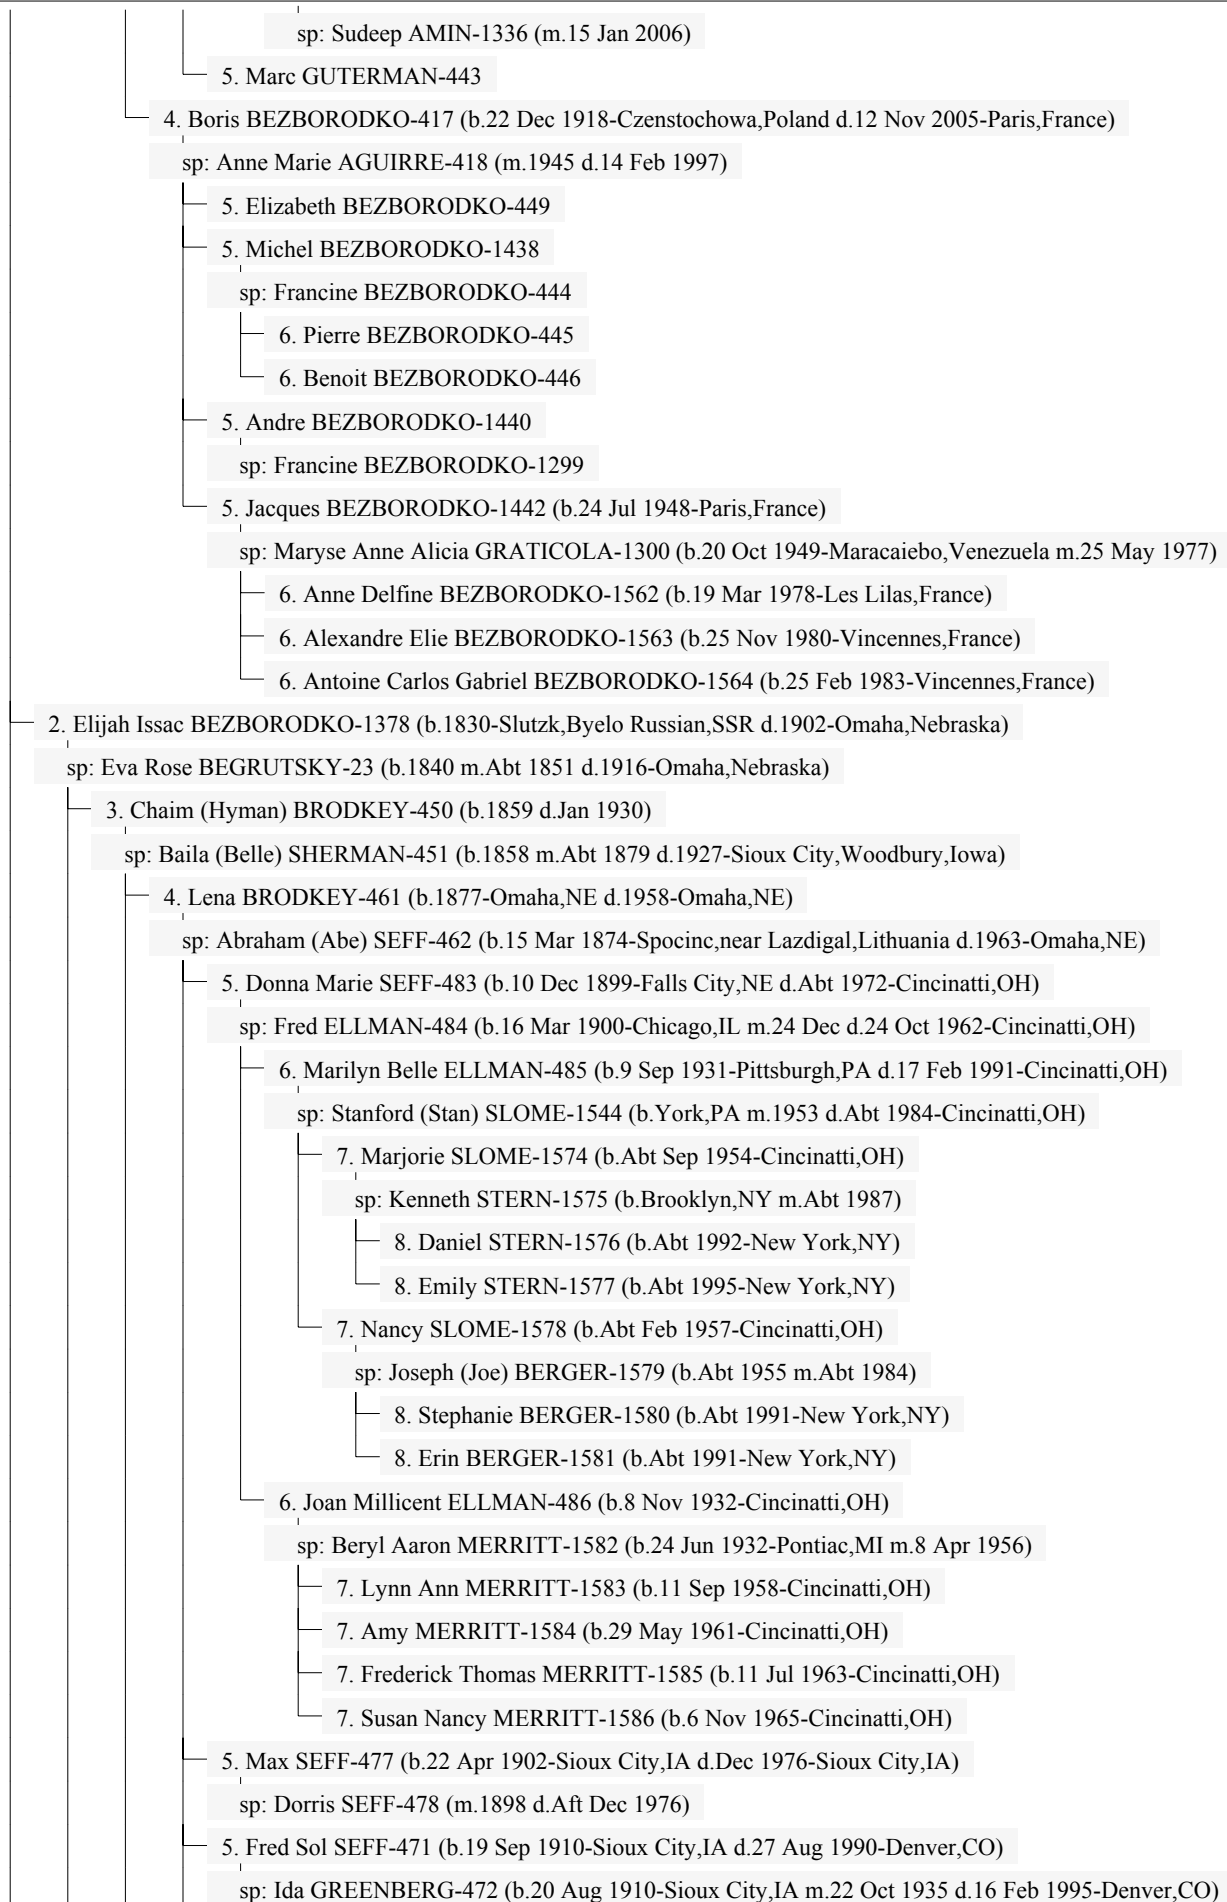 sp: Sudeep AMIN-1336 (m.15 Jan 2006)
5. Marc GUTERMAN-443
4. Boris BEZBORODKO-417 (b.22 Dec 1918-Czenstochowa,Poland d.12 Nov 2005-Paris,France)
sp: Anne Marie AGUIRRE-418 (m.1945 d.14 Feb 1997)
5. Elizabeth BEZBORODKO-449
5. Michel BEZBORODKO-1438
sp: Francine BEZBORODKO-444
6. Pierre BEZBORODKO-445
6. Benoit BEZBORODKO-446
5. Andre BEZBORODKO-1440
sp: Francine BEZBORODKO-1299
5. Jacques BEZBORODKO-1442 (b.24 Jul 1948-Paris,France)
sp: Maryse Anne Alicia GRATICOLA-1300 (b.20 Oct 1949-Maracaiebo,Venezuela m.25 May 1977)
6. Anne Delfine BEZBORODKO-1562 (b.19 Mar 1978-Les Lilas,France)
6. Alexandre Elie BEZBORODKO-1563 (b.25 Nov 1980-Vincennes,France)
6. Antoine Carlos Gabriel BEZBORODKO-1564 (b.25 Feb 1983-Vincennes,France)
2. Elijah Issac BEZBORODKO-1378 (b.1830-Slutzk,Byelo Russian,SSR d.1902-Omaha,Nebraska)
sp: Eva Rose BEGRUTSKY-23 (b.1840 m.Abt 1851 d.1916-Omaha,Nebraska)
3. Chaim (Hyman) BRODKEY-450 (b.1859 d.Jan 1930)
sp: Baila (Belle) SHERMAN-451 (b.1858 m.Abt 1879 d.1927-Sioux City,Woodbury,Iowa)
4. Lena BRODKEY-461 (b.1877-Omaha,NE d.1958-Omaha,NE)
sp: Abraham (Abe) SEFF-462 (b.15 Mar 1874-Spocinc,near Lazdigal,Lithuania d.1963-Omaha,NE)
5. Donna Marie SEFF-483 (b.10 Dec 1899-Falls City,NE d.Abt 1972-Cincinatti,OH)
sp: Fred ELLMAN-484 (b.16 Mar 1900-Chicago,IL m.24 Dec d.24 Oct 1962-Cincinatti,OH)
6. Marilyn Belle ELLMAN-485 (b.9 Sep 1931-Pittsburgh,PA d.17 Feb 1991-Cincinatti,OH)
sp: Stanford (Stan) SLOME-1544 (b.York,PA m.1953 d.Abt 1984-Cincinatti,OH)
7. Marjorie SLOME-1574 (b.Abt Sep 1954-Cincinatti,OH)
sp: Kenneth STERN-1575 (b.Brooklyn,NY m.Abt 1987)
8. Daniel STERN-1576 (b.Abt 1992-New York,NY)
8. Emily STERN-1577 (b.Abt 1995-New York,NY)
7. Nancy SLOME-1578 (b.Abt Feb 1957-Cincinatti,OH)
sp: Joseph (Joe) BERGER-1579 (b.Abt 1955 m.Abt 1984)
8. Stephanie BERGER-1580 (b.Abt 1991-New York,NY)
8. Erin BERGER-1581 (b.Abt 1991-New York,NY)
6. Joan Millicent ELLMAN-486 (b.8 Nov 1932-Cincinatti,OH)
sp: Beryl Aaron MERRITT-1582 (b.24 Jun 1932-Pontiac,MI m.8 Apr 1956)
7. Lynn Ann MERRITT-1583 (b.11 Sep 1958-Cincinatti,OH)
7. Amy MERRITT-1584 (b.29 May 1961-Cincinatti,OH)
7. Frederick Thomas MERRITT-1585 (b.11 Jul 1963-Cincinatti,OH)
7. Susan Nancy MERRITT-1586 (b.6 Nov 1965-Cincinatti,OH)
5. Max SEFF-477 (b.22 Apr 1902-Sioux City,IA d.Dec 1976-Sioux City,IA)
sp: Dorris SEFF-478 (m.1898 d.Aft Dec 1976)
5. Fred Sol SEFF-471 (b.19 Sep 1910-Sioux City,IA d.27 Aug 1990-Denver,CO)
sp: Ida GREENBERG-472 (b.20 Aug 1910-Sioux City,IA m.22 Oct 1935 d.16 Feb 1995-Denver,CO)